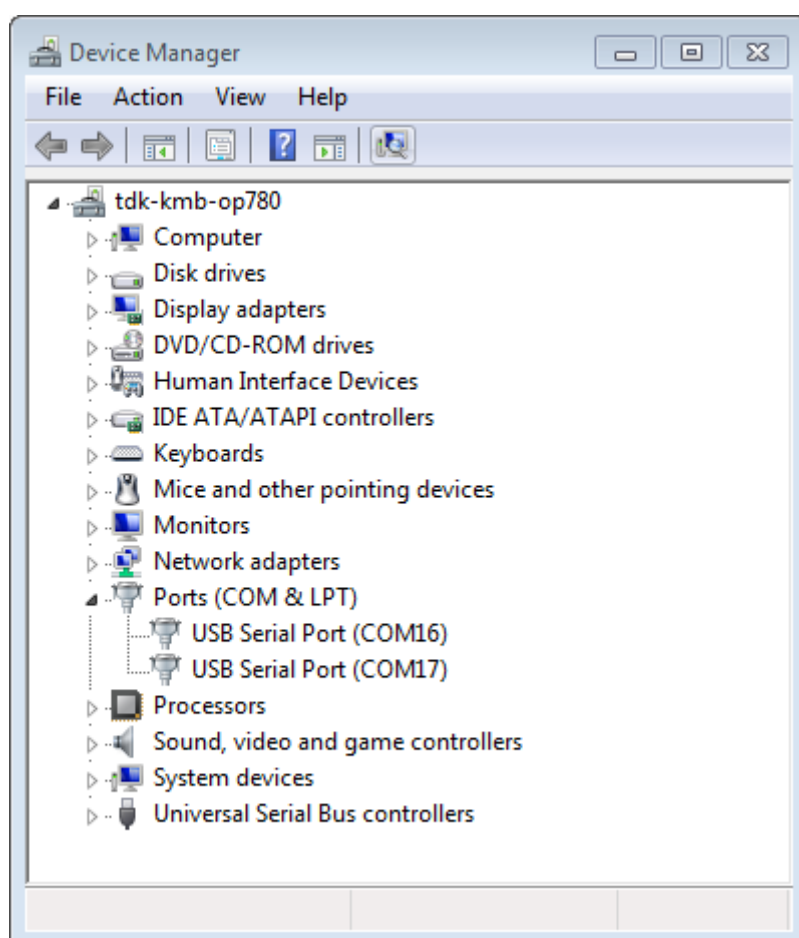 Device Manager
File Action View Help
tdk-kmb-op780
Computer
Disk drives
Display adapters
DVD/CD-ROM drives
Human Interface Devices
IDE ATA/ATAPI controllers
Keyboards
Mice and other pointing devices
Monitors
Network adapters
Ports (COM & LPT)
USB Serial Port (COM16)
USB Serial Port (COM17)
Processors
Sound, video and game controllers
System devices
Universal Serial Bus controllers